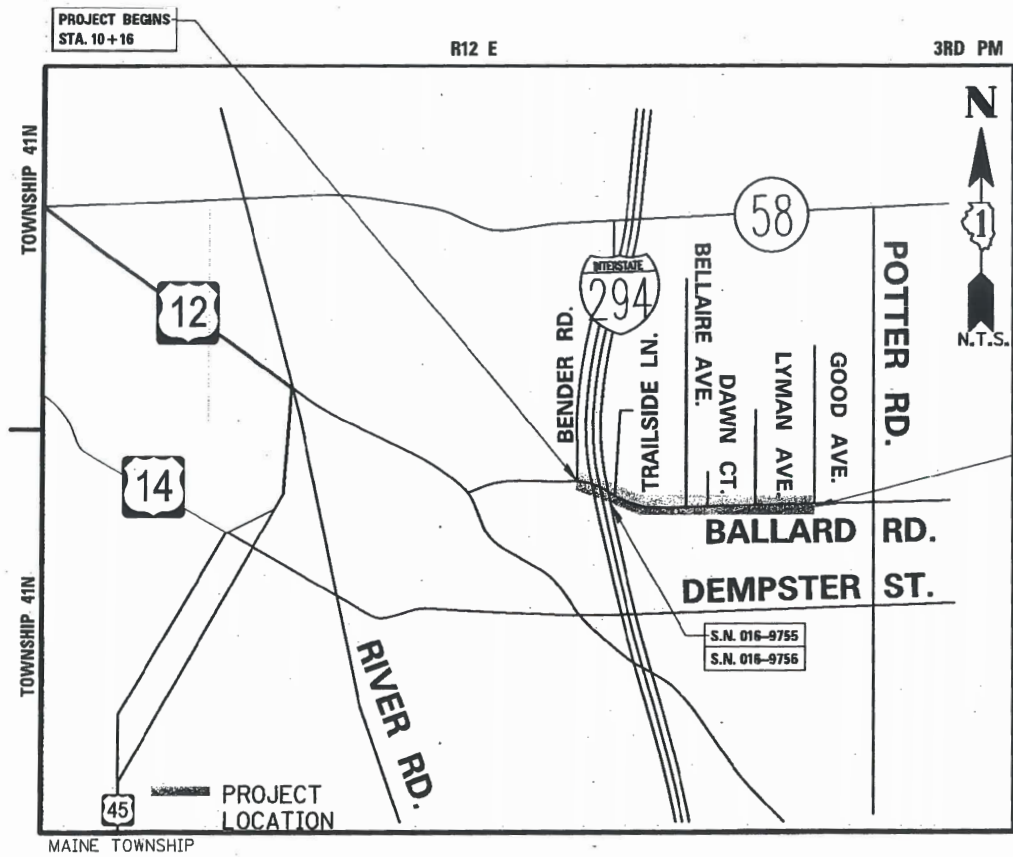 PROJECT BEGINS
STA. 10+16
R12 E
3RD PM
TOWNSHIP 41N
N
1
N.T.S.
58
INTERSTATE
294
12
BENDER RD.
TRAILSIDE LN.
BELLAIRE AVE.
DAWN CT.
LYMAN AVE.
GOOD AVE.
POTTER RD.
14
BALLARD RD.
DEMPSTER ST.
S.N. 016-9755
S.N. 016-9756
TOWNSHIP 41N
RIVER RD.
45
PROJECT
LOCATION
MAINE TOWNSHIP